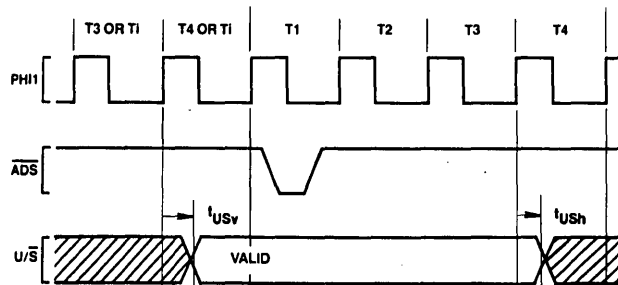 T3 OR Ti T4 OR Ti T1 T2 T3 T4
PHI1
ADS
tUSv tUSh
U/S VALID